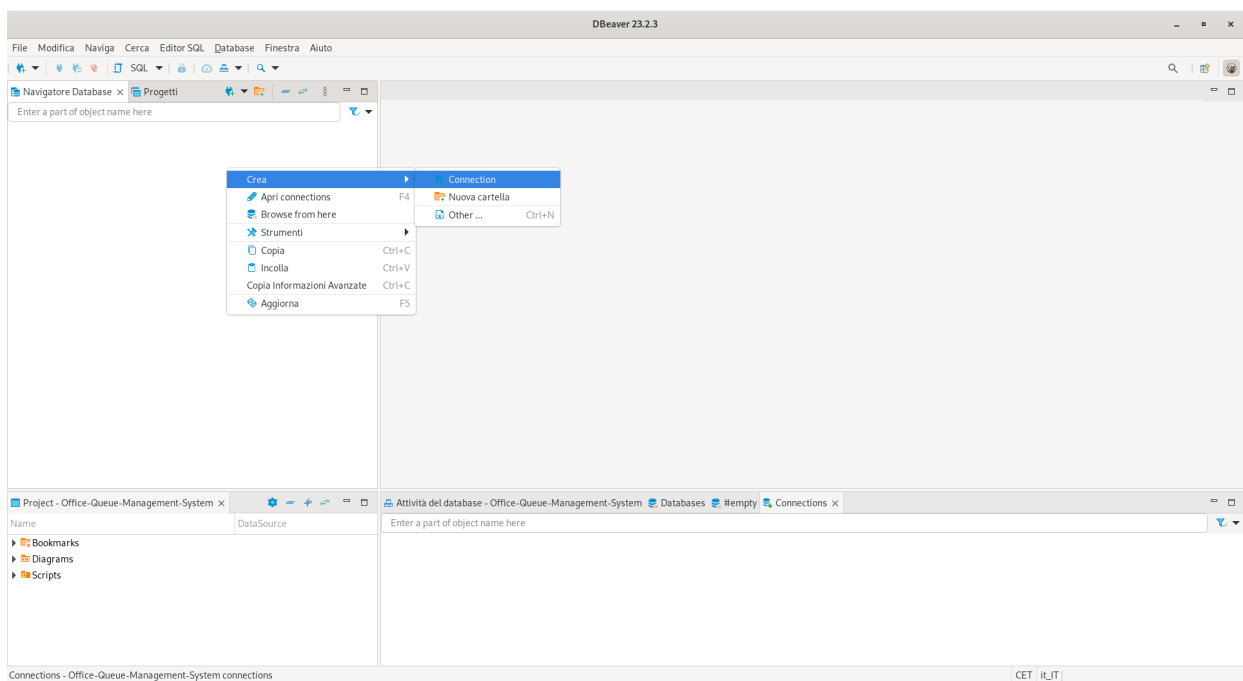 DBeaver 23.2.3
File Modifica Naviga Cerca Editor SQL Database Finestra Aiuto
SQL
Navigatore Database Progetti
Enter a part of object name here
Crea
Apri connections F4
Browse from here
Strumenti
Copia Ctrl+C
Incolla Ctrl+V
Copia Informazioni Avanzate Ctrl+C
Aggiorna F5
Connection
Nuova cartella
Other ... Ctrl+N
Project - Office-Queue-Management-System
Name DataSource
Bookmarks
Diagrams
Scripts
Attività del database - Office-Queue-Management-System Databases #empty Connections
Enter a part of object name here
Connections - Office-Queue-Management-System connections CET it_IT